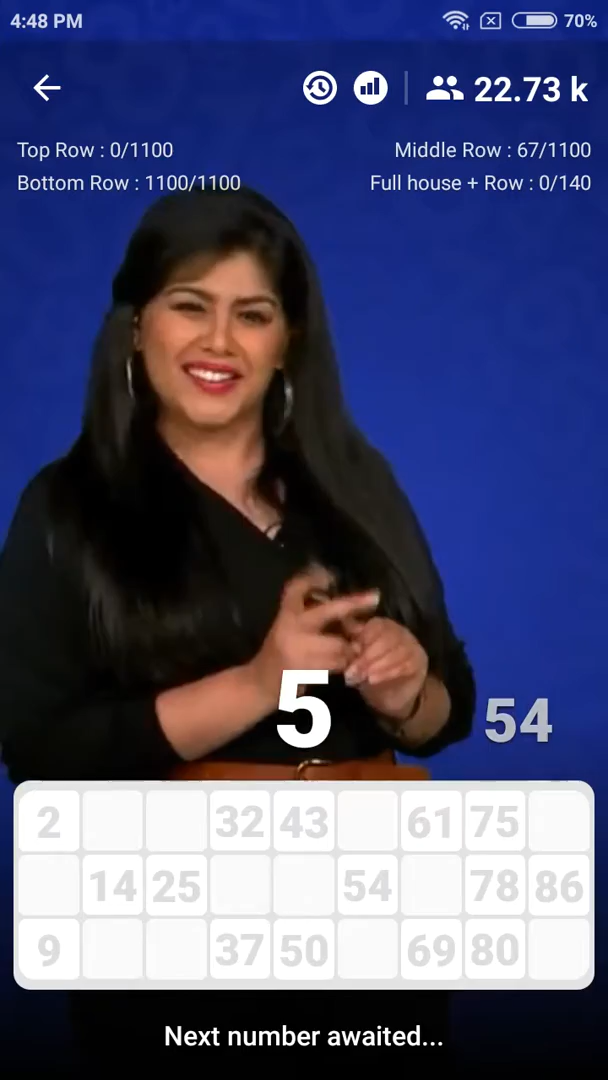 4:48 PM 70%
22.73 k
Top Row : 0/1100 Middle Row : 67/1100
Bottom Row : 1100/1100 Full house + Row : 0/140
5 54
2 32 43 61 75
14 25 54 78 86
9 37 50 69 80
Next number awaited...